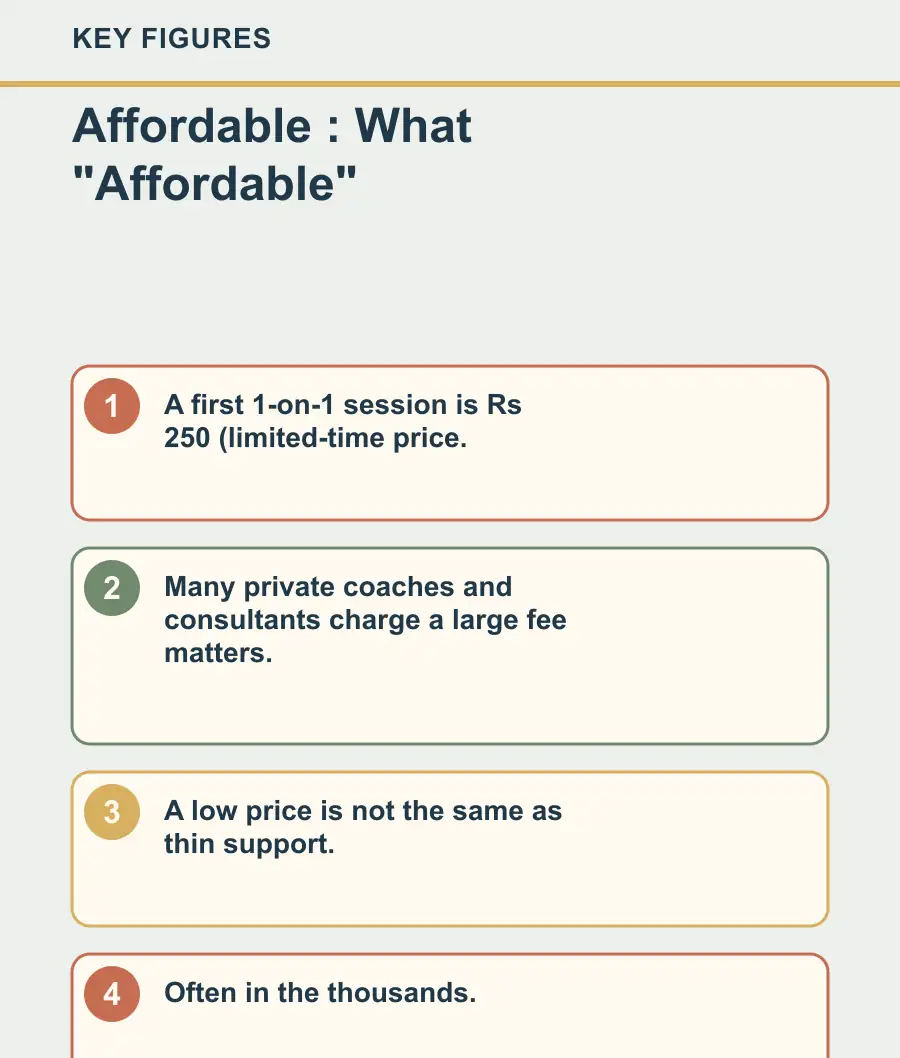 KEY FIGURES
Affordable : What
"Affordable"
1
A first 1-on-1 session is Rs
250 (limited-time price.
2
Many private coaches and
consultants charge a large fee
matters.
3
A low price is not the same as
thin support.
4
Often in the thousands.